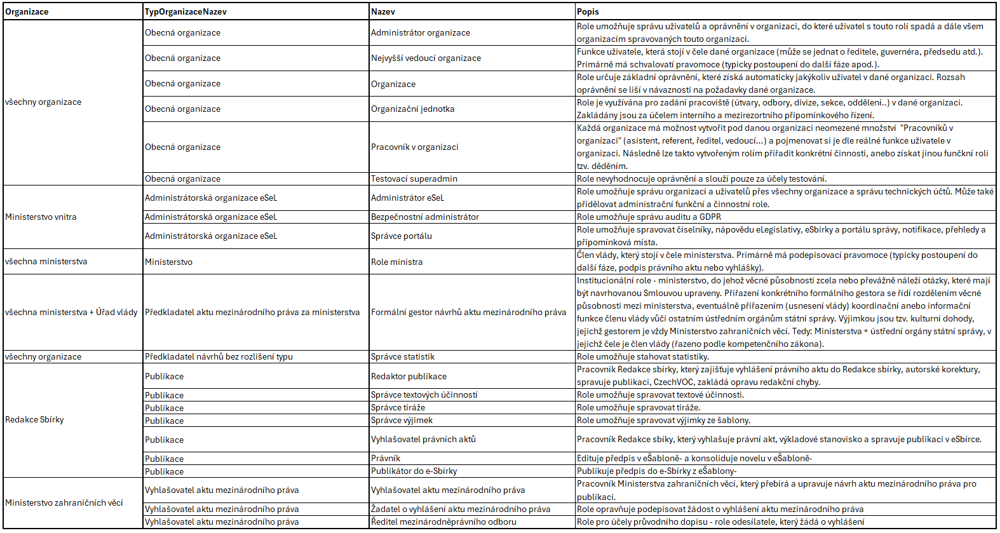 Organizace TypOrganizaceNazev Nazev Popis
všechny organizace
Obecná organizace Administrátor organizace Role umožňuje správu uživatelů a oprávnění v organizaci, do které uživatel s touto rolí spadá a dále všem
organizacím spravovaných touto organizací.
Obecná organizace Nejvyšší vedoucí organizace Funkce uživatele, která stojí v čele dané organizace (může se jednat o ředitele, guvernéra, předsedu atd.).
Primárně má schvalovatí pravomoce (typicky postoupení do další fáze apod.).
Obecná organizace Organizace Role určuje základní oprávnění, které získá automaticky jakýkoliv uživatel v dané organizaci. Rozsah
oprávnění se liší v návaznosti na požadavky dané organizace.
Obecná organizace Organizační jednotka Role je využívána pro zadání pracoviště (útvary, odbory, divize, sekce, oddělení..) v dané organizaci.
Zakládány jsou za účelem interního a mezirezortního připomínkového řízení.
Obecná organizace Pracovník v organizaci Každá organizace má možnost vytvořit pod danou organizaci neomezené množství "Pracovníků v
organizaci" (asistent, referent, ředitel, vedoucí...) a pojmenovat si je dle reálné funkce uživatele v
organizaci. Následně lze takto vytvořeným rolím přiřadit konkrétní činnosti, anebo získat jinou funčkní roli
tzv. děděním.
Obecná organizace Testovací superadmin Role nevyhodnocuje oprávnění a slouží pouze za účely testování.
Ministerstvo vnitra
Administrátorská organizace eSeL Administrátor eSeL Role umožňuje správu organizací a uživatelů přes všechny organizace a správu technických účtů. Může také
přidělovat administrační funkční a činnostní role.
Administrátorská organizace eSeL Bezpečnostní administrátor Role umožňuje správu auditu a GDPR
Administrátorská organizace eSeL Správce portálu Role umožňuje spravovat číselníky, nápovědu eLegislativy, eSbirky a portálu správy, notifikace, přehledy a
připomínková místa.
všechna ministerstva Ministerstvo Role ministra Člen vlády, který stojí v čele ministerstva. Primárně má podepisovací pravomoce (typicky postoupení do
další fáze, podpis právního aktu nebo vyhlášky).
všechna ministerstva + Úřad vlády Předkladatel aktu mezinárodního práva za ministerstva Formální gestor návrhů aktu mezinárodního práva Institucionální role - ministerstvo, do jehož věcné působnosti zcela nebo převážně náleží otázky, které mají
být navrhovanou Smlouvou upraveny. Přiřazení konkrétního formálního gestora se řídí rozdělením věcné
působnosti mezi ministerstva, eventuálně přiřazením (usnesení vlády) koordinační anebo informační
funkce členu vlády vůči ostatním ústředním orgánům státní správy. Výjimkou jsou tzv. kulturní dohody,
jejichž gestorem je vždy Ministerstvo zahraničních věcí. Tedy: Ministerstva = ústřední orgány státní správy, v
jejichž čele je člen vlády (řazeno podle kompetenčního zákona).
všechny organizace Předkladatel návrhů bez rozlišení typu Správce statistik Role umožňuje stahovat statistiky.
Redakce Sbírky
Publikace Redaktor publikace Pracovník Redakce sbírky, který zajišťuje vyhlášení právního aktu do Redakce sbírky, autorské korektury,
spravuje publikaci, CzechVOC, zakládá opravu redakční chyby.
Publikace Správce textových účinností Role umožňuje spravovat textové účinnosti.
Publikace Správce tiráže Role umožňuje spravovat tiráže.
Publikace Správce výjimek Role umožňuje spravovat výjimky ze šablony.
Publikace Vyhlašovatel právních aktů Pracovník Redakce sbíky, který vyhlašuje právní akt, výkladové stanovisko a spravuje publikaci v eSbírce.
Publikace Právník Edituje předpis v eŠabloně- a konsoliduje novelu v eŠabloně-
Publikace Publikátor do e-Sbírky Publikuje předpis do e-Sbírky z eŠablony-
Ministerstvo zahraničních věcí
Vyhlašovatel aktu mezinárodního práva Vyhlašovatel aktu mezinárodního práva Pracovník Ministerstva zahraničních věcí, který přebírá a upravuje návrh aktu mezinárodního práva pro
publikaci.
Vyhlašovatel aktu mezinárodního práva Žadatel o vyhlášení aktu mezinárodního práva Role opravňuje podepisovat žádost o vyhlášení aktu mezinárodního práva
Vyhlašovatel aktu mezinárodního práva Ředitel mezinárodněprávního odboru Role pro účely průvodního dopisu - role odesílatele, který žádá o vyhlášení